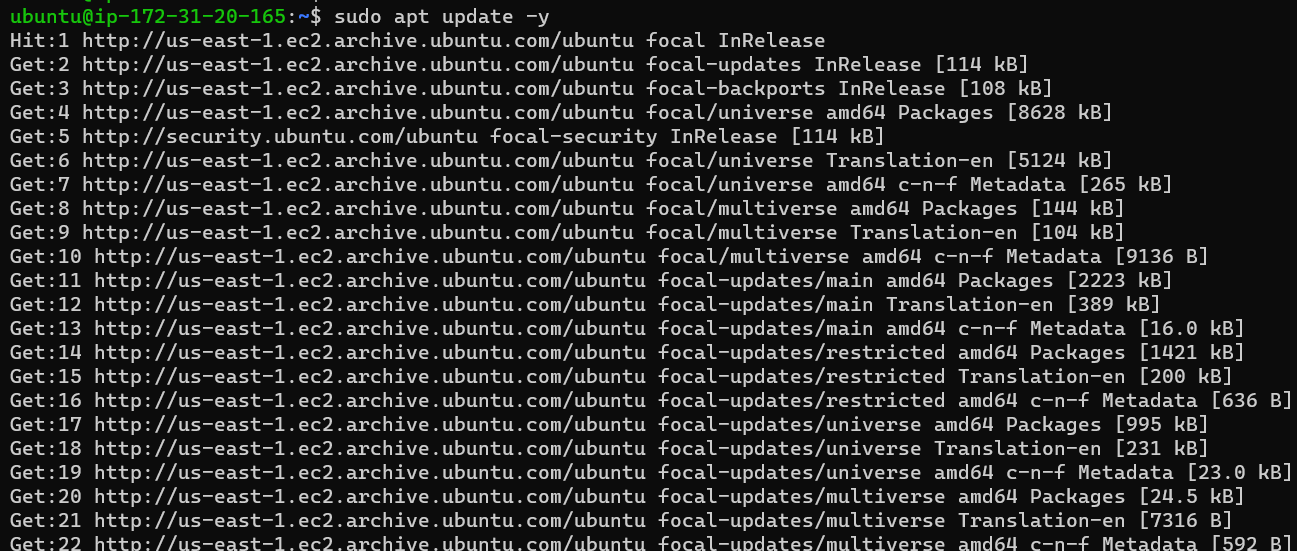 ubuntu@ip-172-31-20-165:~$ sudo apt update -y
Hit:1 http://us-east-1.ec2.archive.ubuntu.com/ubuntu focal InRelease
Get:2 http://us-east-1.ec2.archive.ubuntu.com/ubuntu focal-updates InRelease [114 kB]
Get:3 http://us-east-1.ec2.archive.ubuntu.com/ubuntu focal-backports InRelease [108 kB]
Get:4 http://us-east-1.ec2.archive.ubuntu.com/ubuntu focal/universe amd64 Packages [8628 kB]
Get:5 http://security.ubuntu.com/ubuntu focal-security InRelease [114 kB]
Get:6 http://us-east-1.ec2.archive.ubuntu.com/ubuntu focal/universe Translation-en [5124 kB]
Get:7 http://us-east-1.ec2.archive.ubuntu.com/ubuntu focal/universe amd64 c-n-f Metadata [265 kB]
Get:8 http://us-east-1.ec2.archive.ubuntu.com/ubuntu focal/multiverse amd64 Packages [144 kB]
Get:9 http://us-east-1.ec2.archive.ubuntu.com/ubuntu focal/multiverse Translation-en [104 kB]
Get:10 http://us-east-1.ec2.archive.ubuntu.com/ubuntu focal/multiverse amd64 c-n-f Metadata [9136 B]
Get:11 http://us-east-1.ec2.archive.ubuntu.com/ubuntu focal-updates/main amd64 Packages [2223 kB]
Get:12 http://us-east-1.ec2.archive.ubuntu.com/ubuntu focal-updates/main Translation-en [389 kB]
Get:13 http://us-east-1.ec2.archive.ubuntu.com/ubuntu focal-updates/main amd64 c-n-f Metadata [16.0 kB]
Get:14 http://us-east-1.ec2.archive.ubuntu.com/ubuntu focal-updates/restricted amd64 Packages [1421 kB]
Get:15 http://us-east-1.ec2.archive.ubuntu.com/ubuntu focal-updates/restricted Translation-en [200 kB]
Get:16 http://us-east-1.ec2.archive.ubuntu.com/ubuntu focal-updates/restricted amd64 c-n-f Metadata [636 B]
Get:17 http://us-east-1.ec2.archive.ubuntu.com/ubuntu focal-updates/universe amd64 Packages [995 kB]
Get:18 http://us-east-1.ec2.archive.ubuntu.com/ubuntu focal-updates/universe Translation-en [231 kB]
Get:19 http://us-east-1.ec2.archive.ubuntu.com/ubuntu focal-updates/universe amd64 c-n-f Metadata [23.0 kB]
Get:20 http://us-east-1.ec2.archive.ubuntu.com/ubuntu focal-updates/multiverse amd64 Packages [24.5 kB]
Get:21 http://us-east-1.ec2.archive.ubuntu.com/ubuntu focal-updates/multiverse Translation-en [7316 B]
Get:22 http://us-east-1.ec2.archive.ubuntu.com/ubuntu focal-updates/multiverse amd64 c-n-f Metadata [592 B]